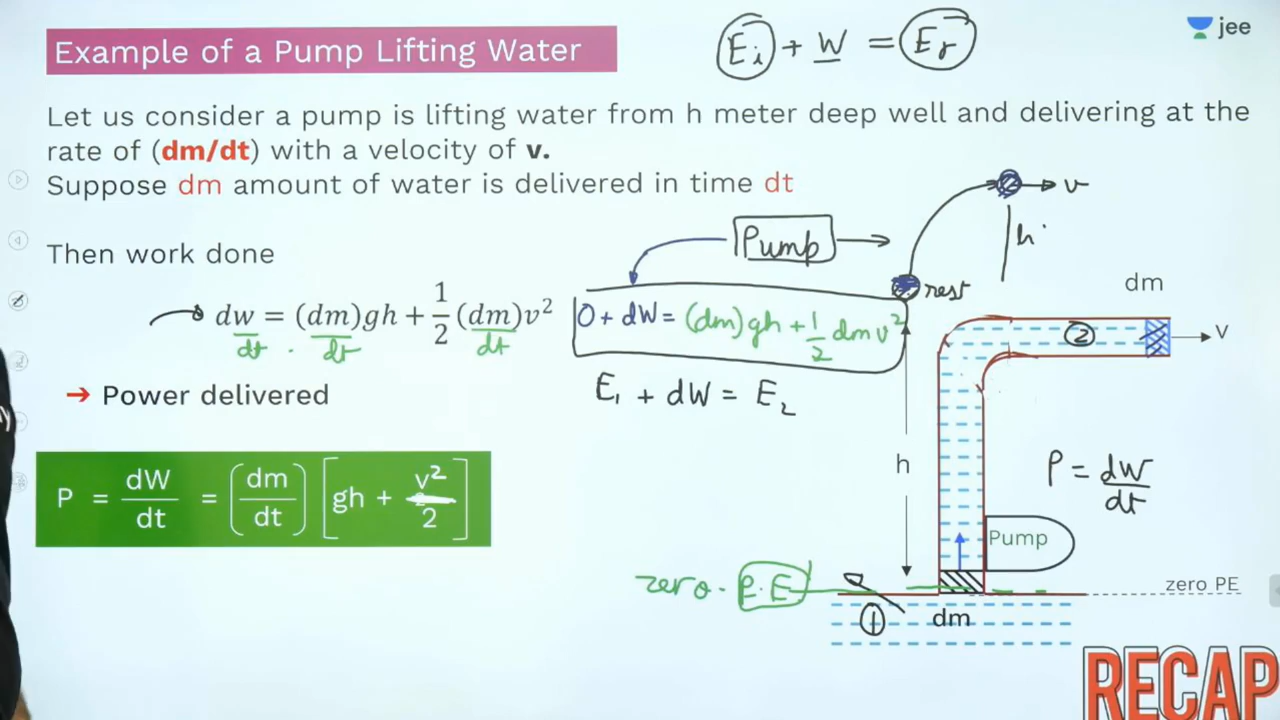 Example of a Pump Lifting Water
Eᵢ + W = E_f
jee
Let us consider a pump is lifting water from h meter deep well and delivering at the
rate of (dm/dt) with a velocity of v.
Suppose dm amount of water is delivered in time dt
v
Then work done
Pump
h
rest
dm
dw = (dm)gh + 1/2 (dm)v²
dt · dt dt
0 + dW = (dm)gh + 1/2 dmv²
2
v
→ Power delivered
E₁ + dW = E₂
h
P = dW/dt
P = dW/dt = (dm/dt) [gh + v²/2]
Pump
zero P.E
zero PE
1
dm
RECAP